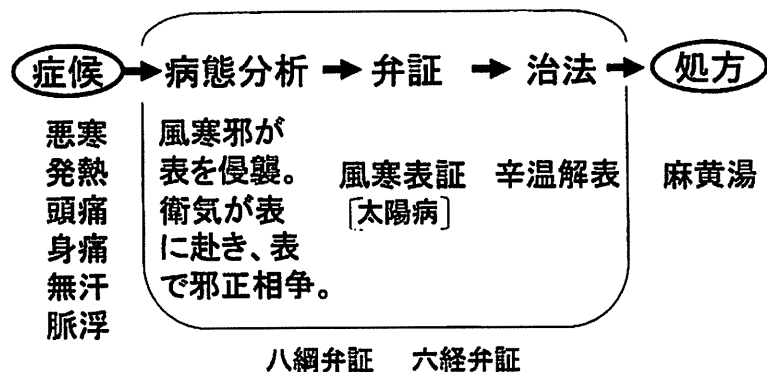 症候 → 病態分析 → 弁証 → 治法 → 処方
悪寒
発熱
頭痛
身痛
無汗
脈浮
風寒邪が
表を侵襲。
衛気が表
に赴き、表
で邪正相争。
風寒表証
[太陽病]
辛温解表
麻黄湯
八綱弁証 六経弁証